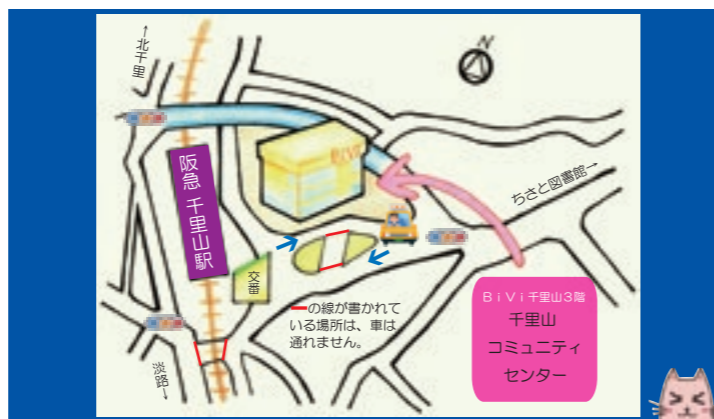 ←北千里
N
阪急 千里山駅
BiVi
ちさと図書館→
交番
ーの線が書かれて
いる場所は、車は
通れません。
淡路→
BiVi千里山3階
千里山
コミュニティ
センター